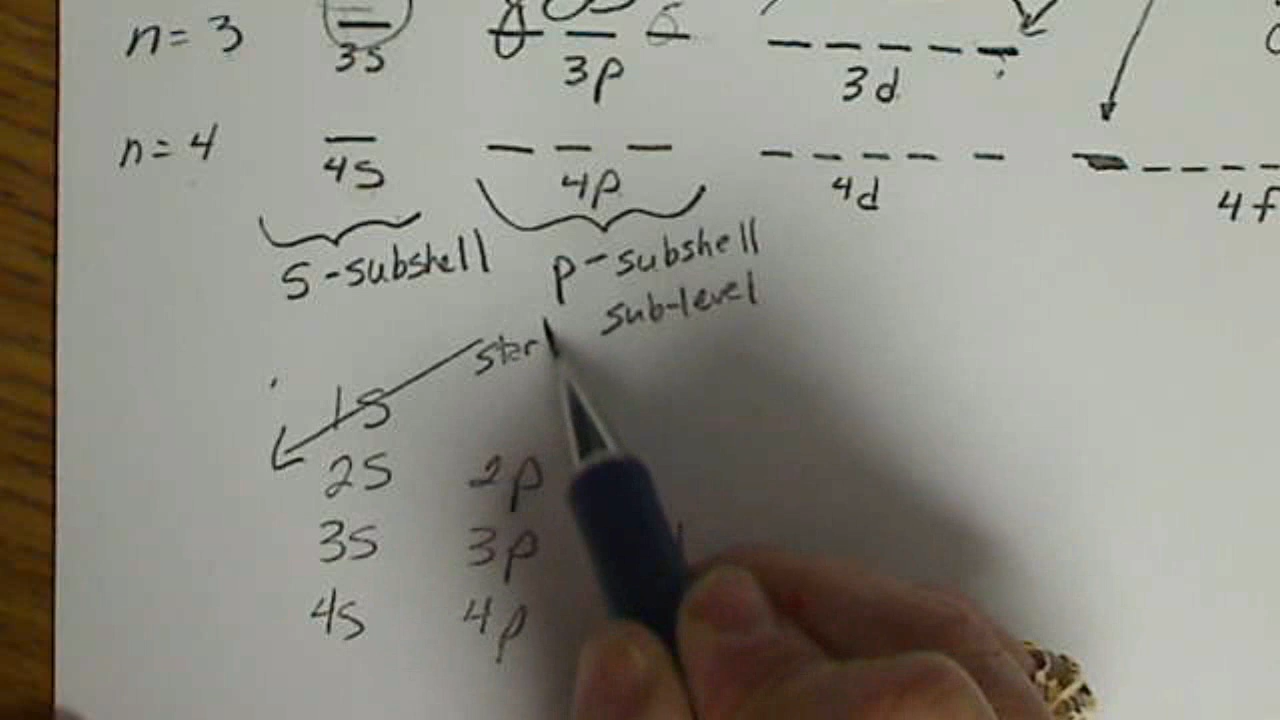 n=3
3s 3p 3d
n=4
4s 4p 4d 4f
s-subshell p-subshell
sub-level
star
1s
2s 2p
3s 3p
4s 4p